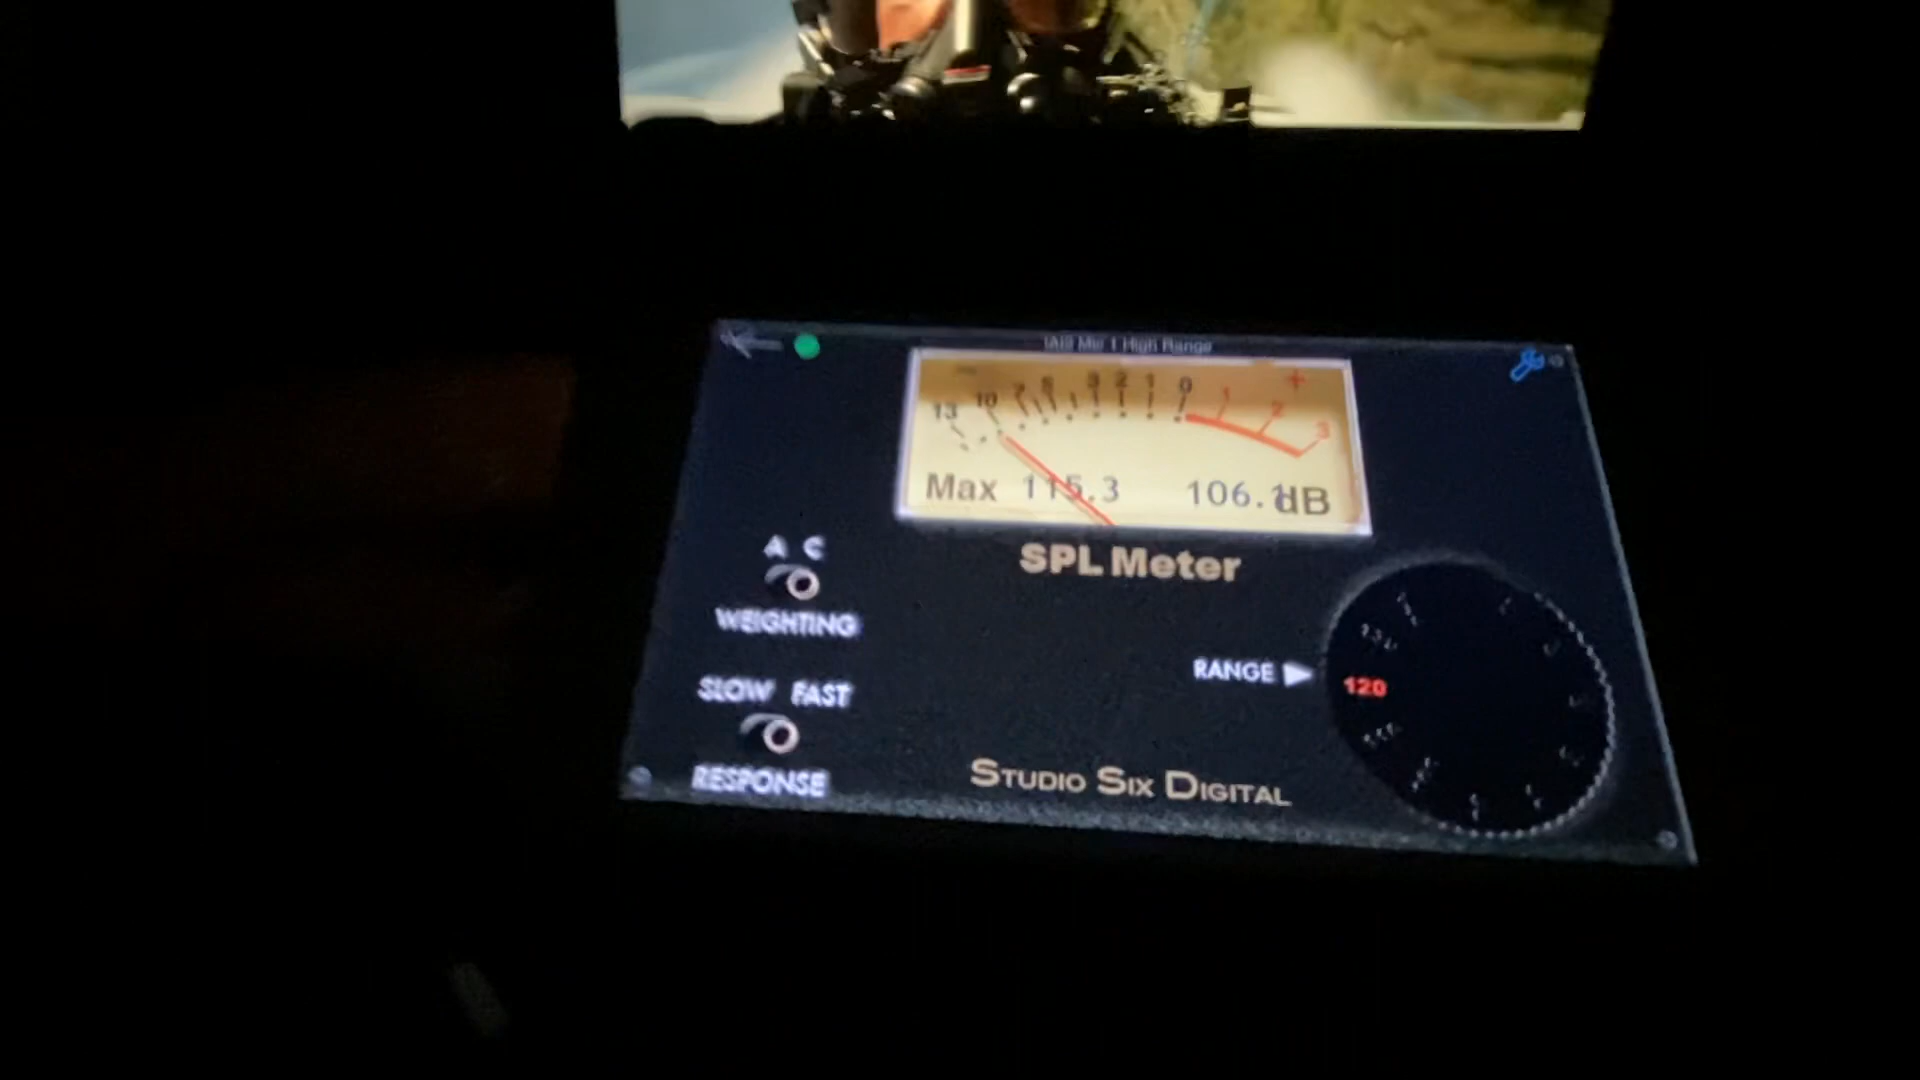 13 10 7 5 3 2 1 0 1 2 3 +
Max 115.3 106.1dB
SPL Meter
A C
WEIGHTING
SLOW FAST
RESPONSE
RANGE
120
STUDIO SIX DIGITAL